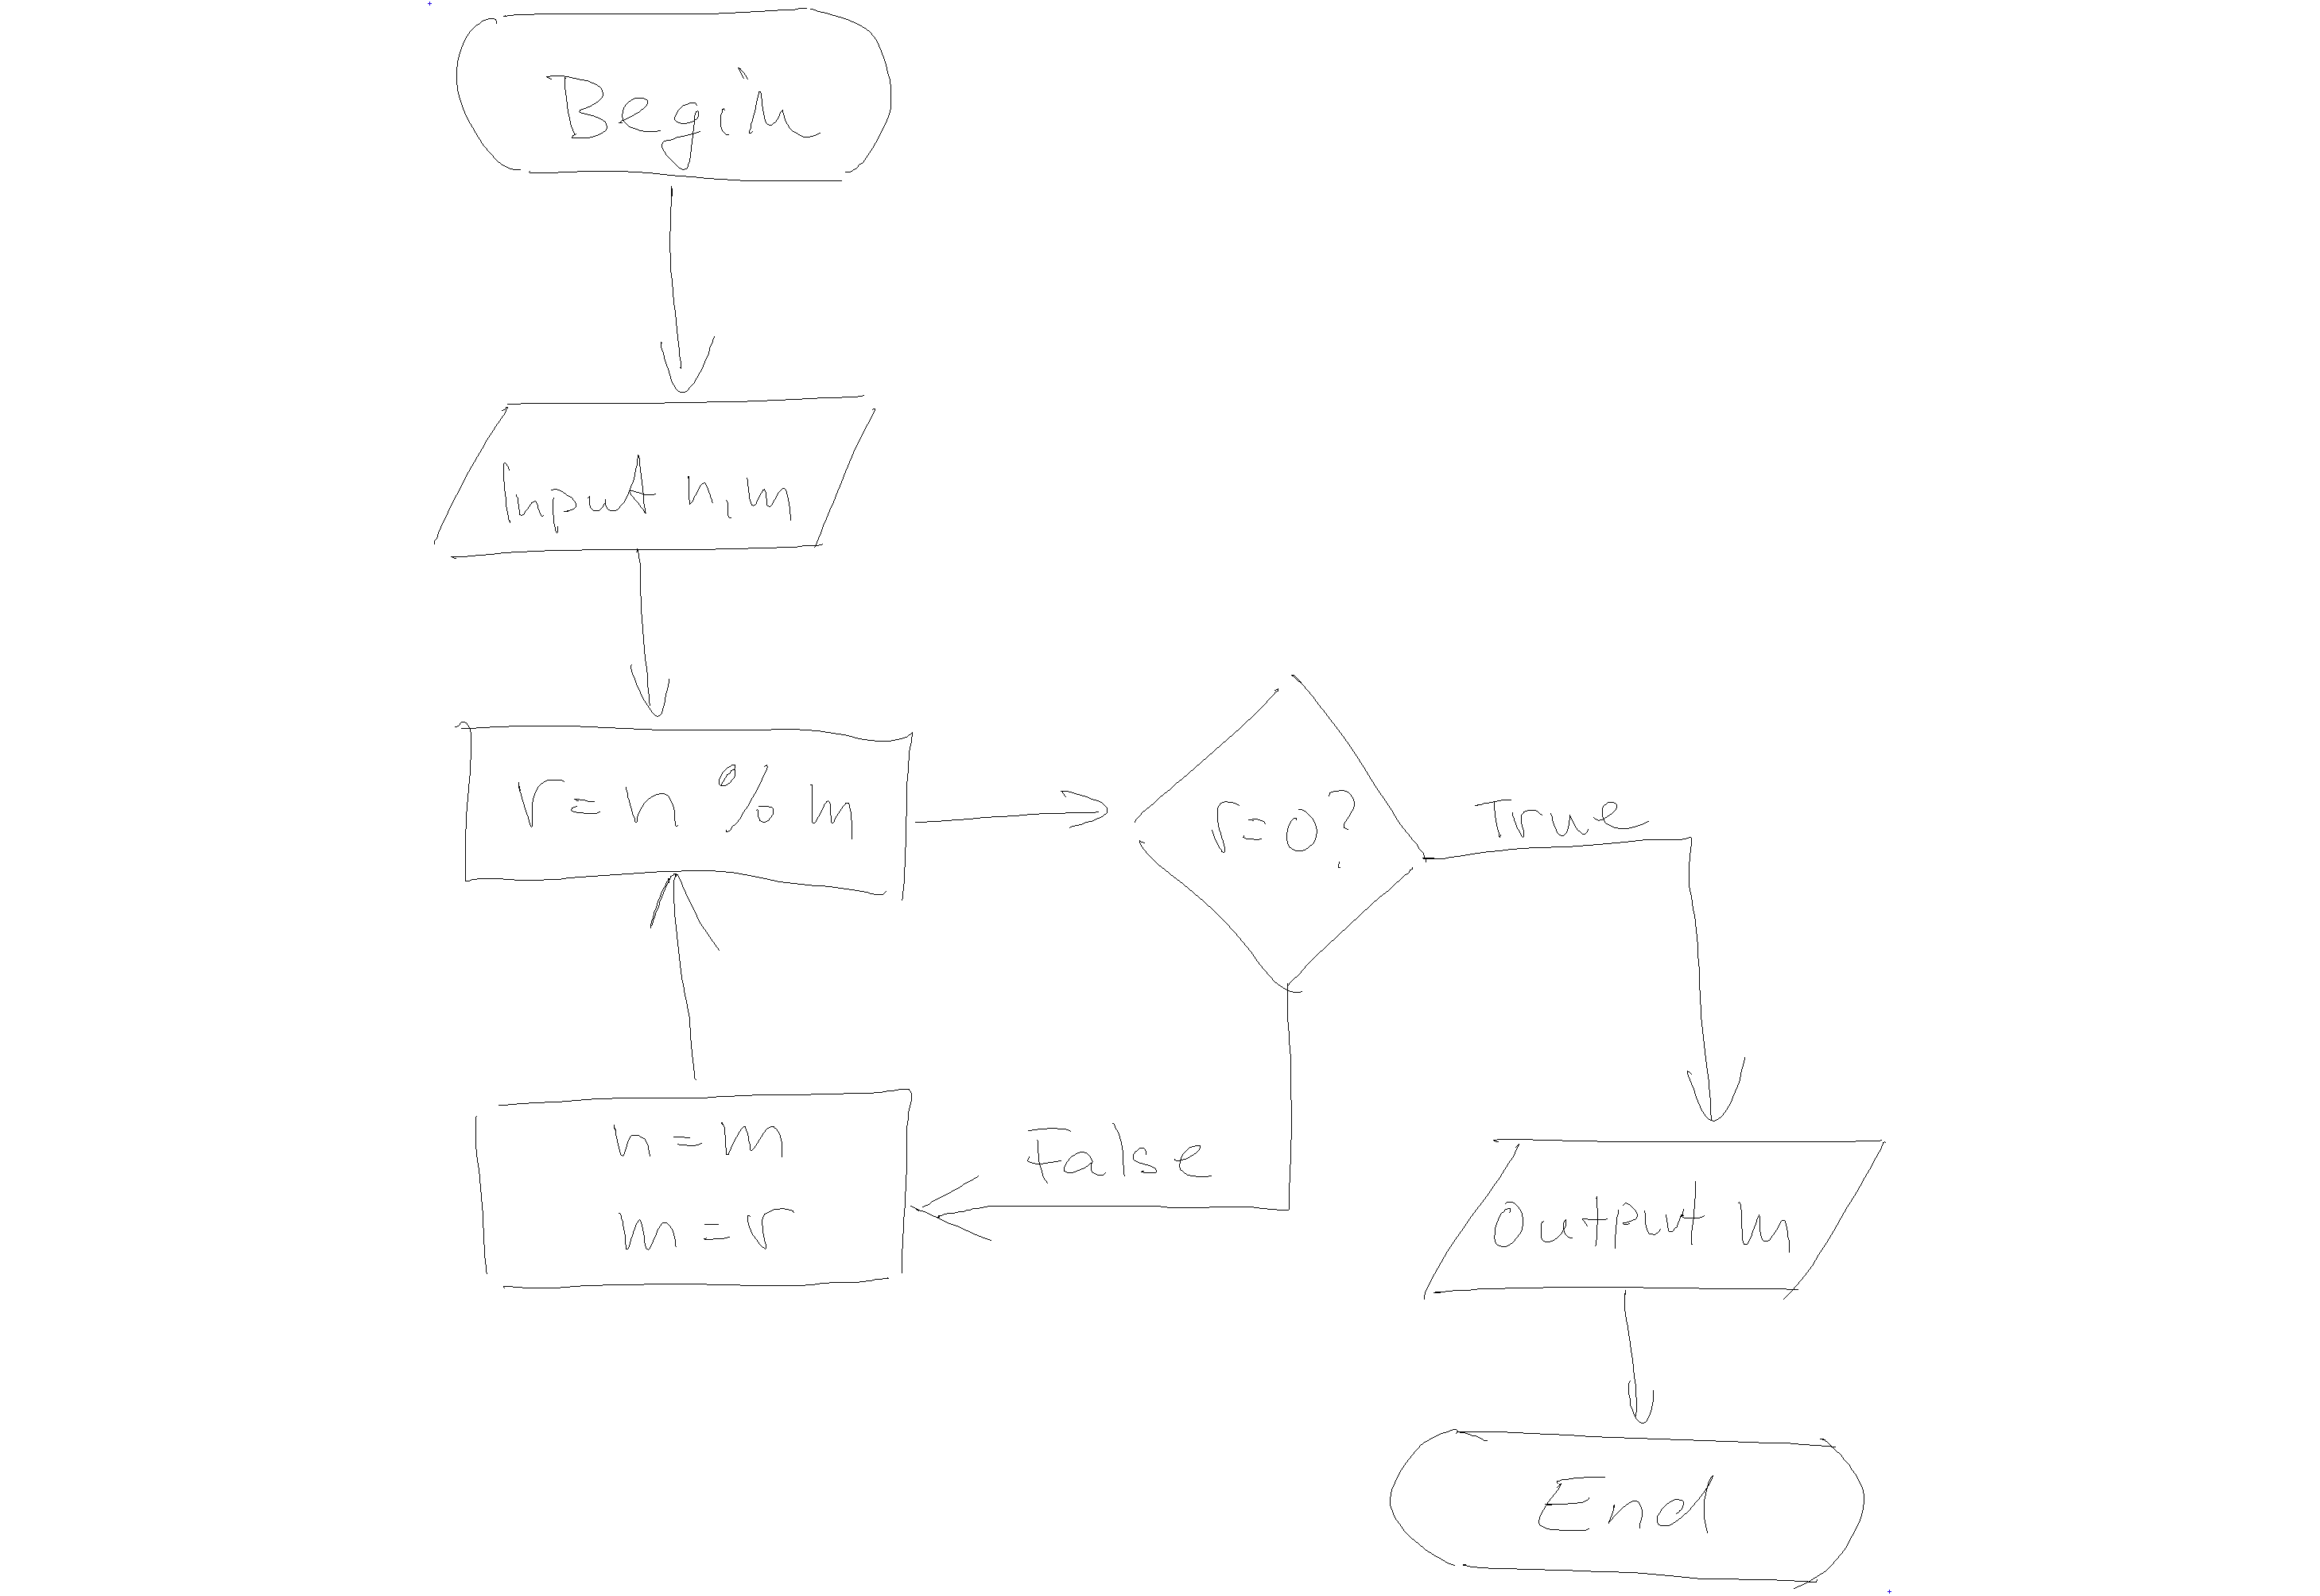 Begin
Input n, m
r = n % m
r = 0?
True
False
n = m
m = r
Output m
End